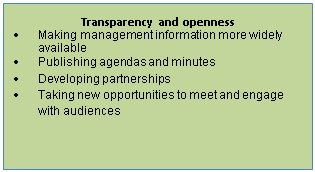 Transparency and openness
• Making management information more widely
available
• Publishing agendas and minutes
• Developing partnerships
• Taking new opportunities to meet and engage
with audiences